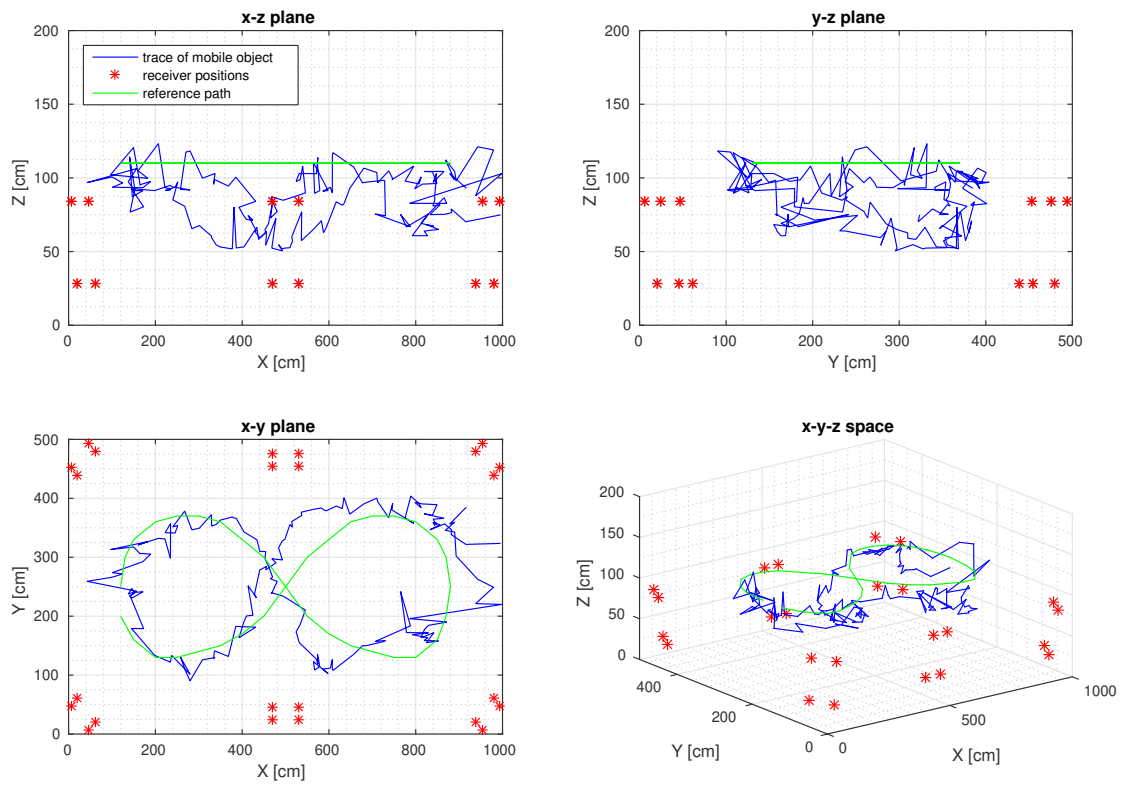 x-z plane
200
150
100
50
0
Z [cm]
trace of mobile object
receiver positions
reference path
0 200 400 600 800 1000
X [cm]
y-z plane
200
150
100
50
0
Z [cm]
0 100 200 300 400 500
Y [cm]
x-y plane
500
400
300
200
100
0
Y [cm]
0 200 400 600 800 1000
X [cm]
x-y-z space
200
150
100
50
0
Z [cm]
400
200
0
Y [cm]
0
500
1000
X [cm]